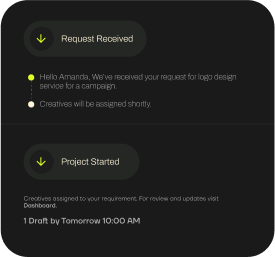 Request Received
Hello Amanda, We've received your request for logo design
service for a campaign.
Creatives will be assigned shortly.
Project Started
Creatives assigned to your requirement. For review and updates visit
Dashboard.
1 Draft by Tomorrow 10:00 AM